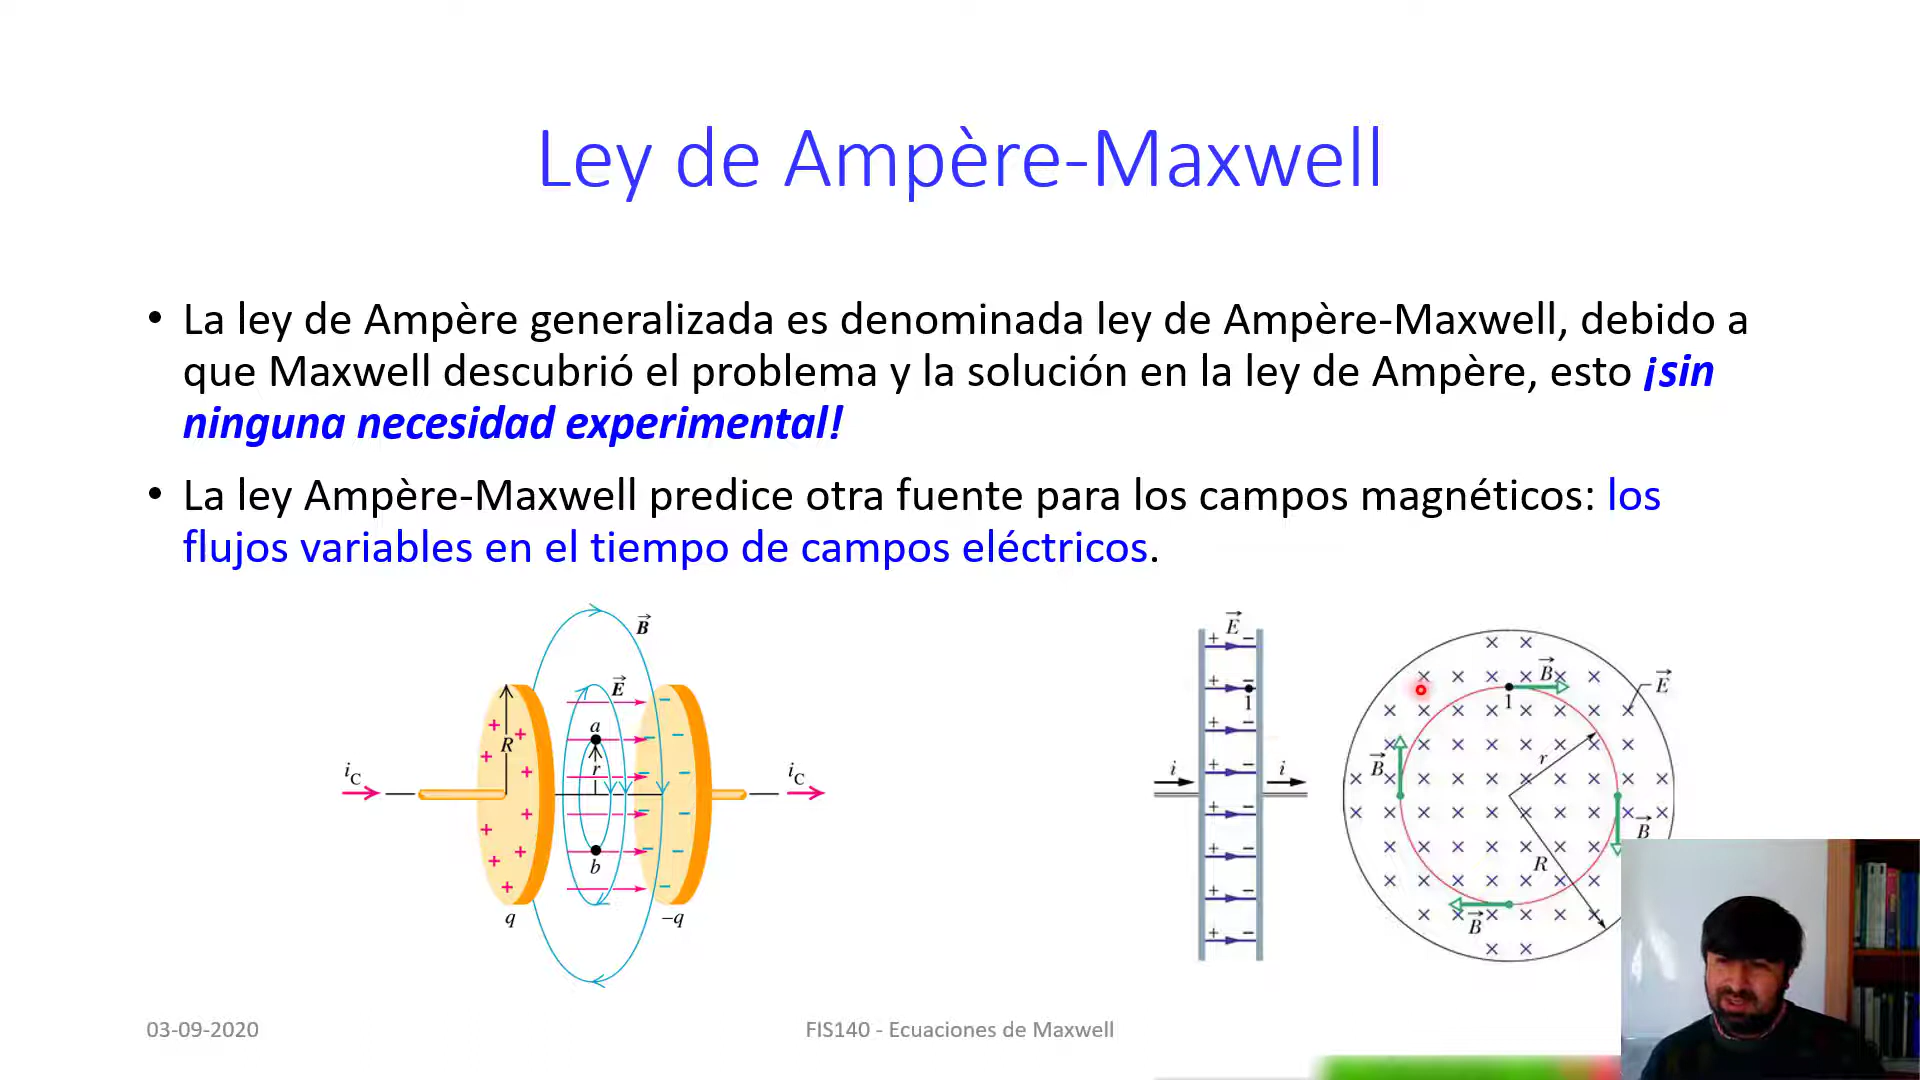 Ley de Ampère-Maxwell
• La ley de Ampère generalizada es denominada ley de Ampère-Maxwell, debido a
que Maxwell descubrió el problema y la solución en la ley de Ampère, esto ¡sin
ninguna necesidad experimental!
• La ley Ampère-Maxwell predice otra fuente para los campos magnéticos: los
flujos variables en el tiempo de campos eléctricos.
B
E
a
R
r
iC
iC
b
q
−q
E
1
i
i
B
E
1
B
r
B
R
B
03-09-2020
FIS140 - Ecuaciones de Maxwell